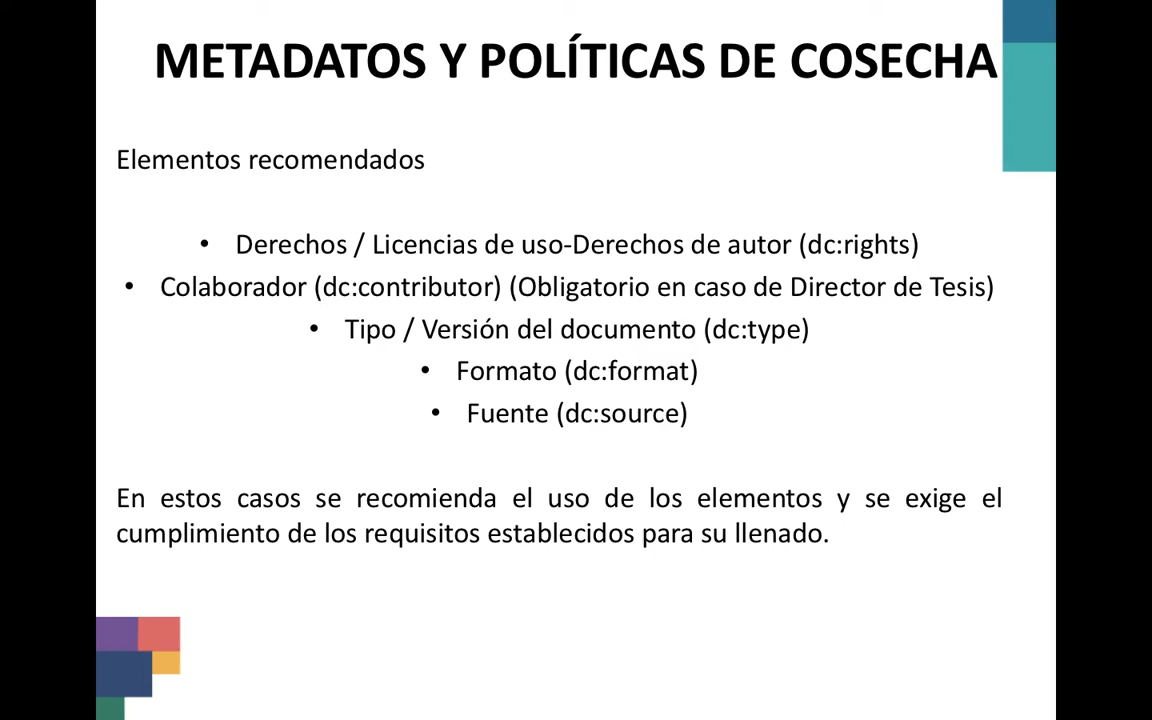 METADATOS Y POLÍTICAS DE COSECHA
Elementos recomendados
• Derechos / Licencias de uso-Derechos de autor (dc:rights)
• Colaborador (dc:contributor) (Obligatorio en caso de Director de Tesis)
• Tipo / Versión del documento (dc:type)
• Formato (dc:format)
• Fuente (dc:source)
En estos casos se recomienda el uso de los elementos y se exige el
cumplimiento de los requisitos establecidos para su llenado.